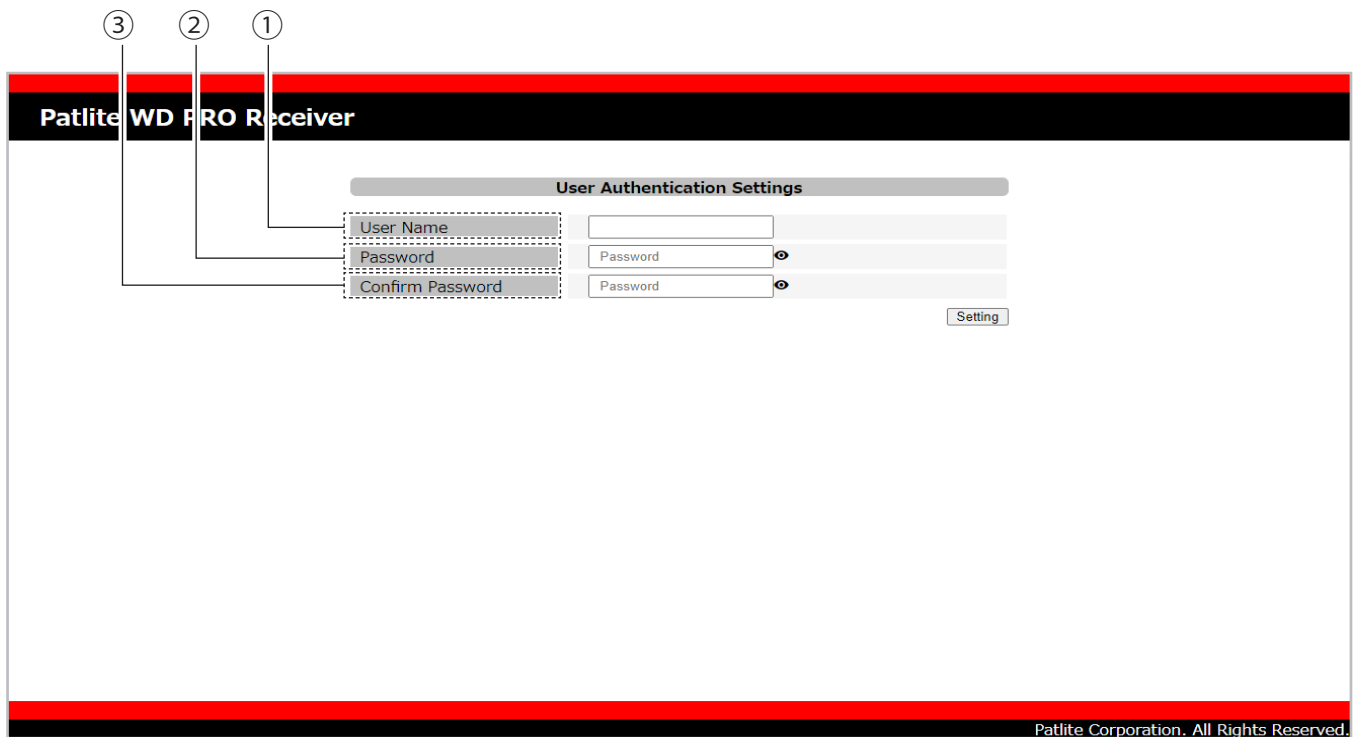 ③ ② ①
Patlite WD PRO Receiver
User Authentication Settings
User Name
Password Password
Confirm Password Password
Setting
Patlite Corporation. All Rights Reserved.